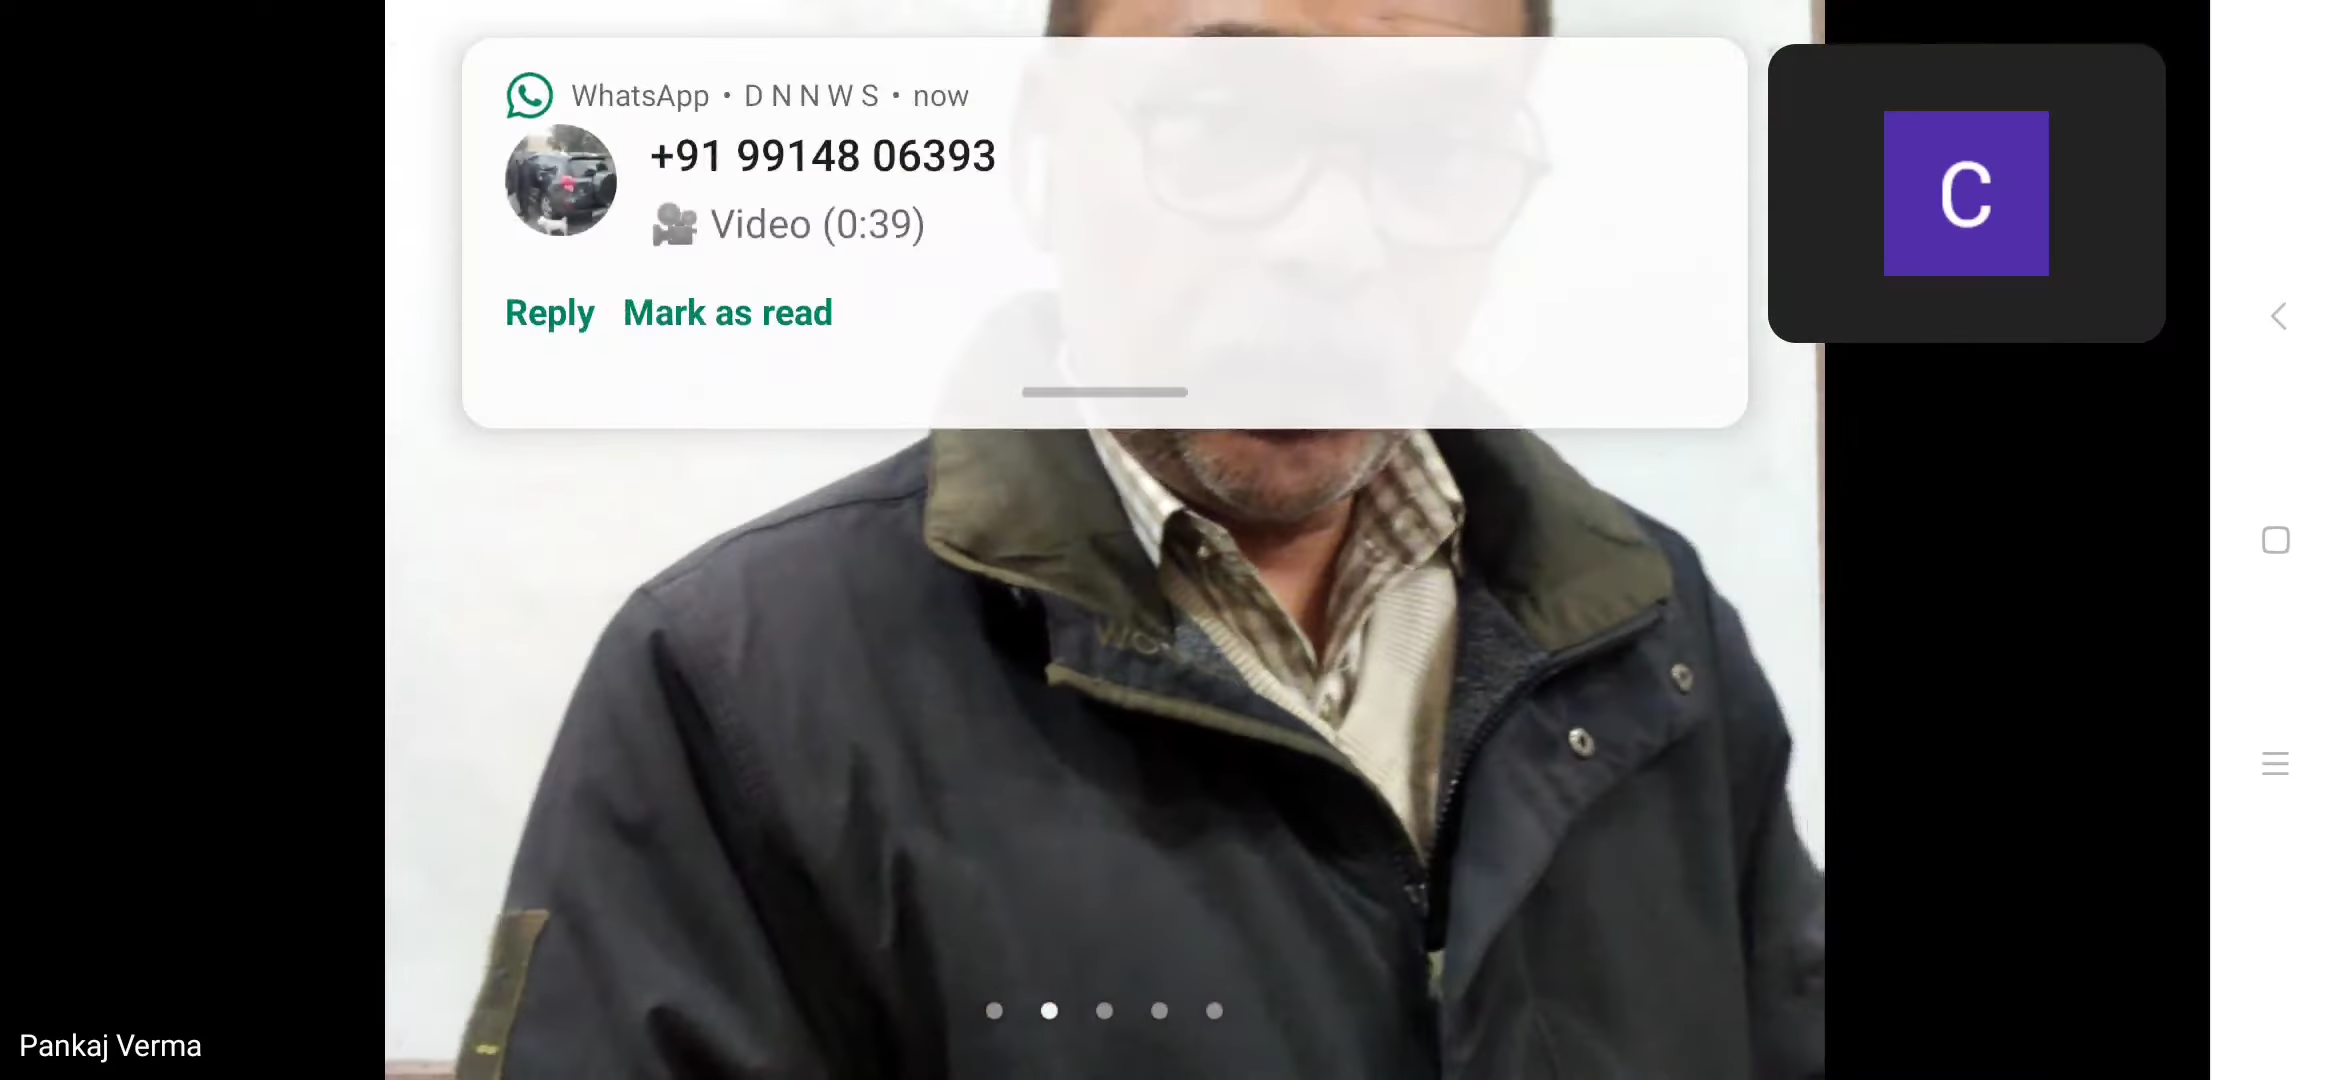 WhatsApp • D N N W S • now
+91 99148 06393
Video (0:39)
Reply Mark as read
C
Pankaj Verma